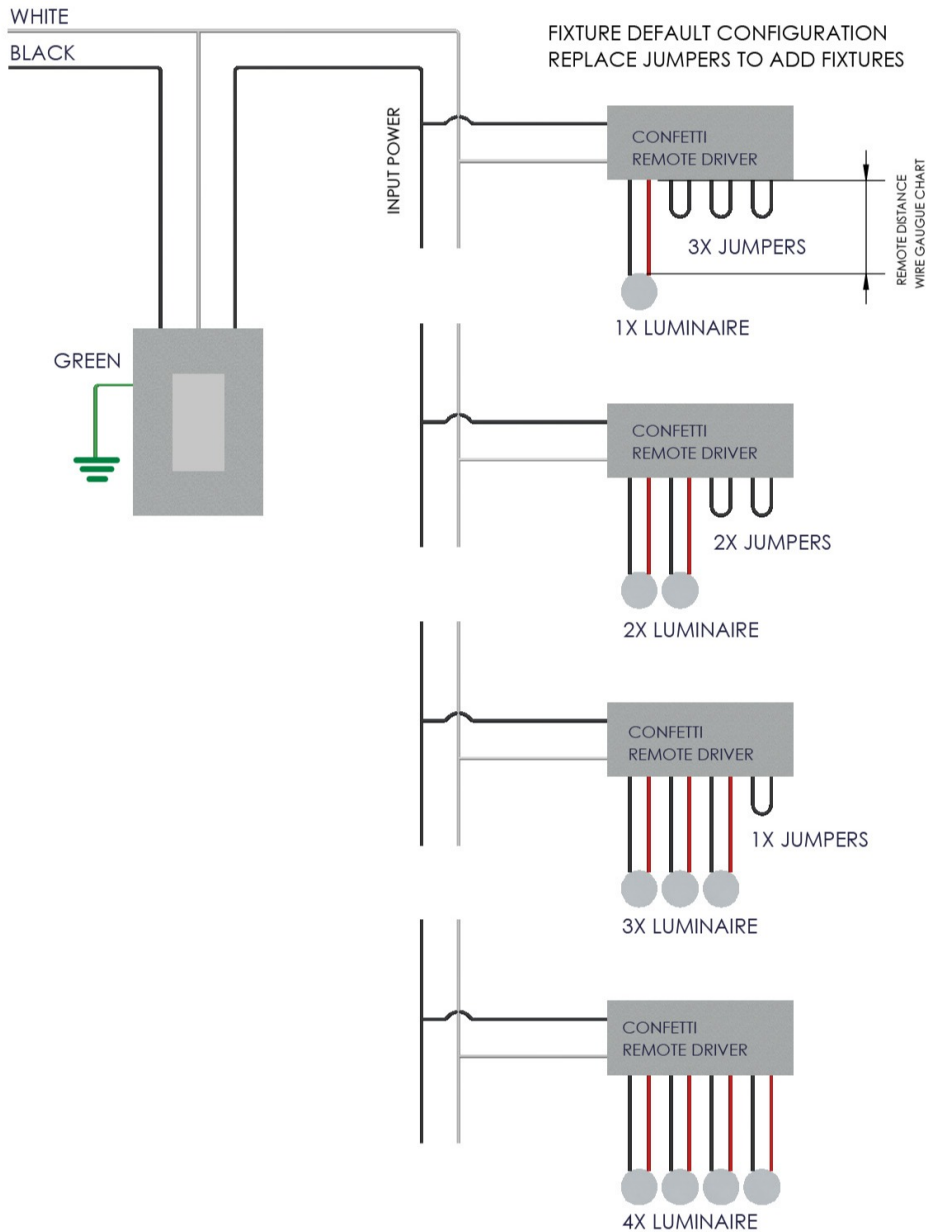 WHITE
BLACK
FIXTURE DEFAULT CONFIGURATION
REPLACE JUMPERS TO ADD FIXTURES
INPUT POWER
CONFETTI
REMOTE DRIVER
REMOTE DISTANCE
WIRE GAUGUE CHART
3X JUMPERS
1X LUMINAIRE
GREEN
CONFETTI
REMOTE DRIVER
2X JUMPERS
2X LUMINAIRE
CONFETTI
REMOTE DRIVER
1X JUMPERS
3X LUMINAIRE
CONFETTI
REMOTE DRIVER
4X LUMINAIRE